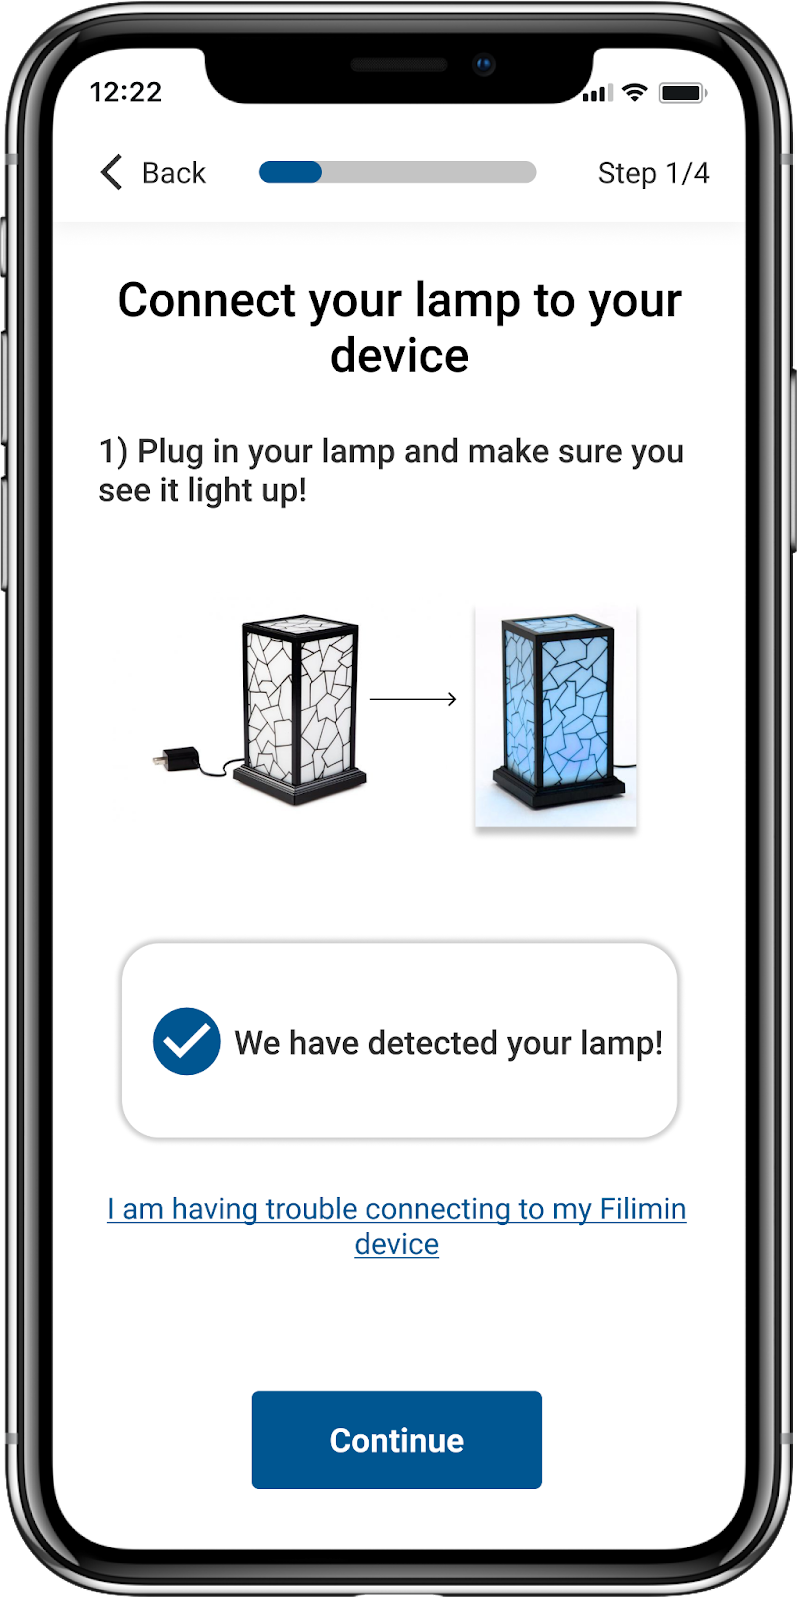 12:22
Back
Step 1/4
Connect your lamp to your
device
1) Plug in your lamp and make sure you
see it light up!
We have detected your lamp!
I am having trouble connecting to my Filimin
device
Continue